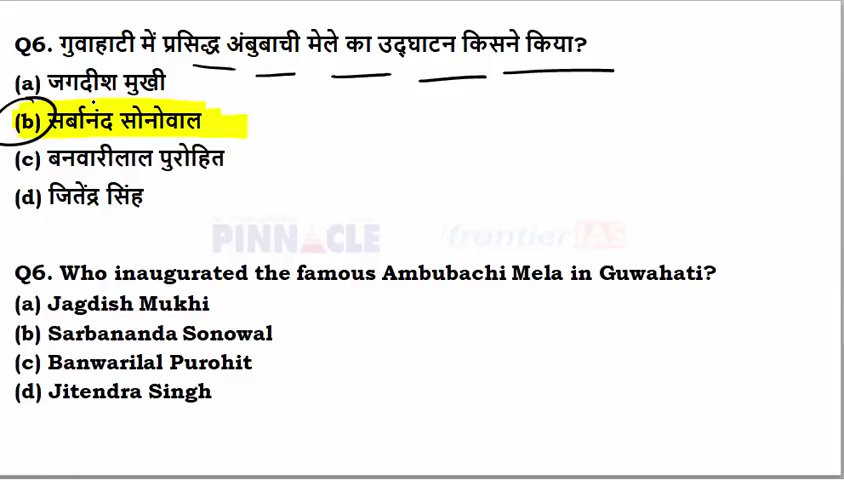 Q6. गुवाहाटी में प्रसिद्ध अंबुबाची मेले का उद्घाटन किसने किया?
(a) जगदीश मुखी
(b) सर्बानंद सोनोवाल
(c) बनवारीलाल पुरोहित
(d) जितेंद्र सिंह
PINNACLE frontierIAS
Q6. Who inaugurated the famous Ambubachi Mela in Guwahati?
(a) Jagdish Mukhi
(b) Sarbananda Sonowal
(c) Banwarilal Purohit
(d) Jitendra Singh